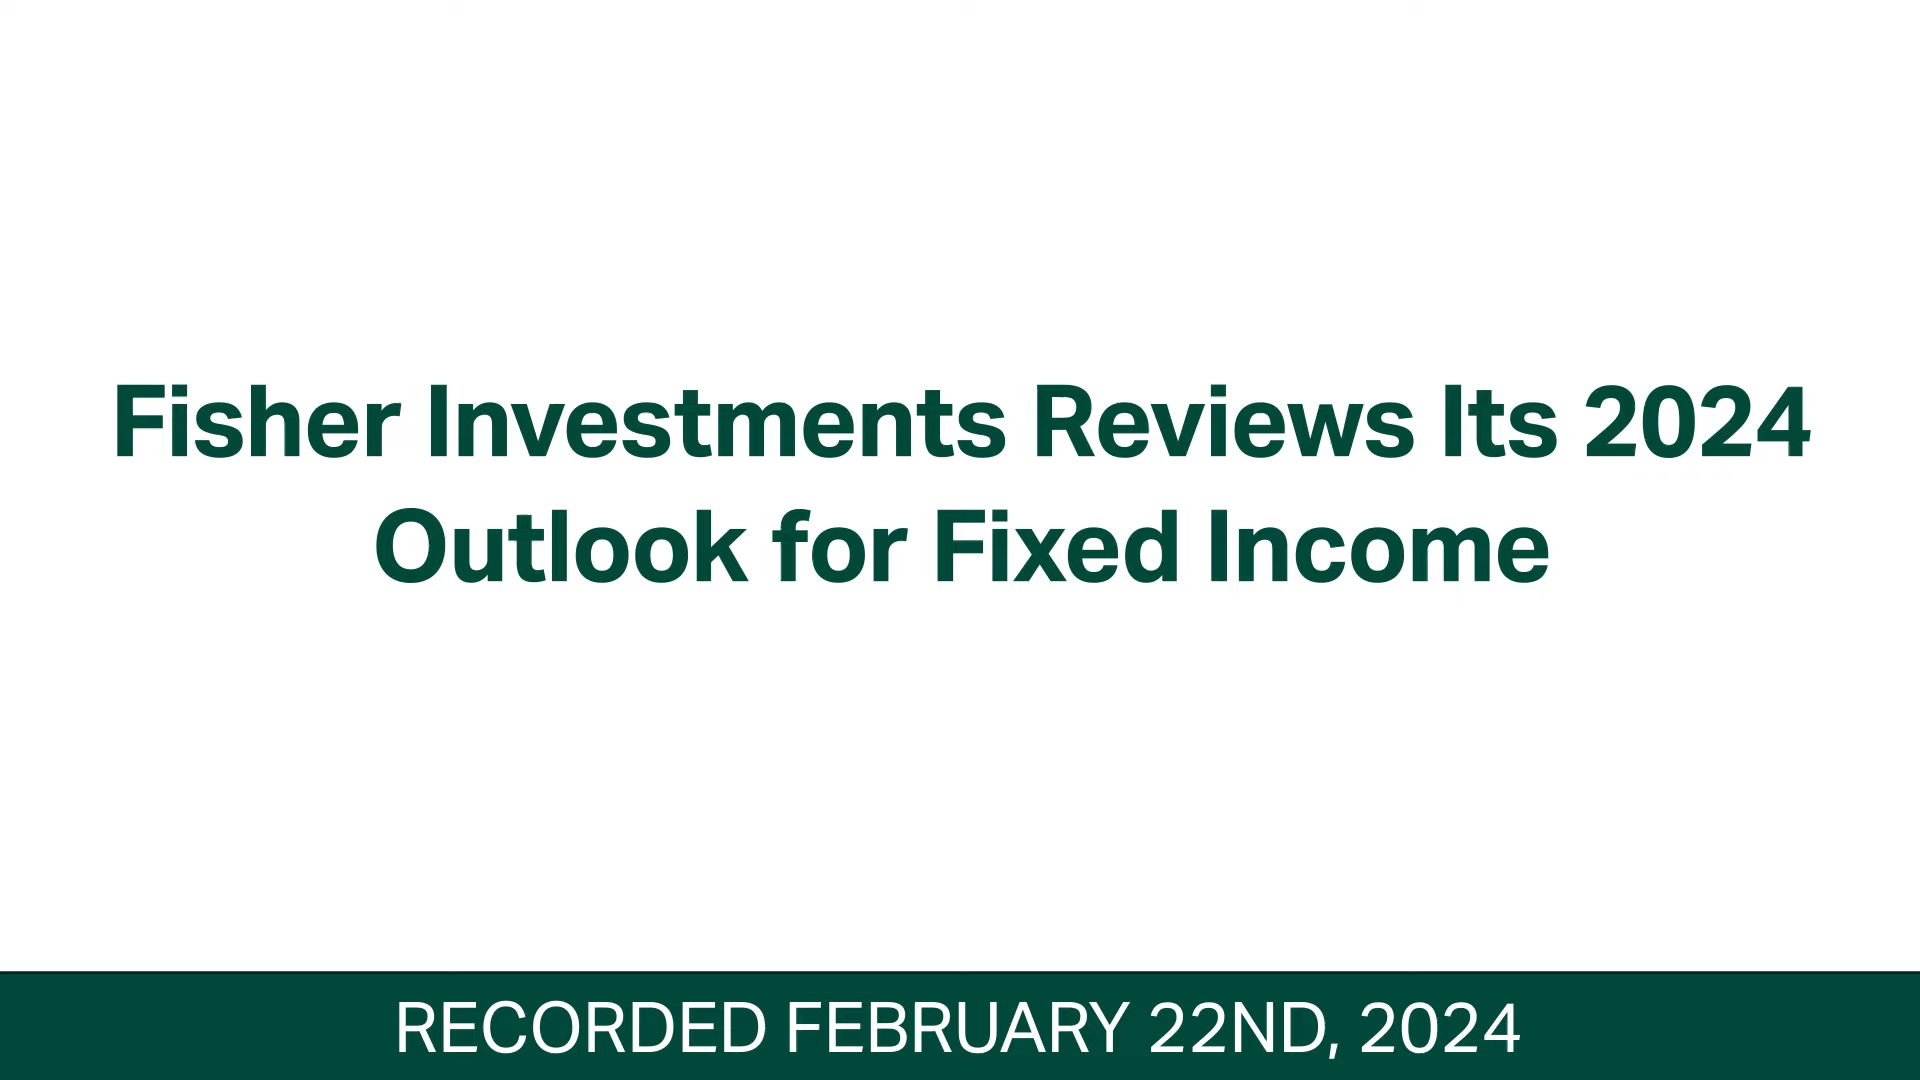 Fisher Investments Reviews Its 2024
Outlook for Fixed Income
RECORDED FEBRUARY 22ND, 2024